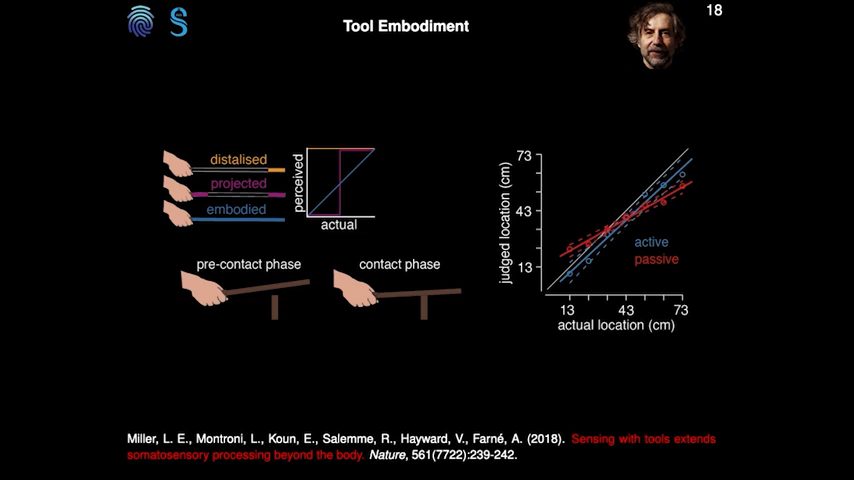 Tool Embodiment
18
distalised
projected
embodied
perceived
actual
pre-contact phase
contact phase
judged location (cm)
73
43
13
active
passive
13
43
73
actual location (cm)
Miller, L. E., Montroni, L., Koun, E., Salemme, R., Hayward, V., Farné, A. (2018). Sensing with tools extends
somatosensory processing beyond the body. Nature, 561(7722):239-242.